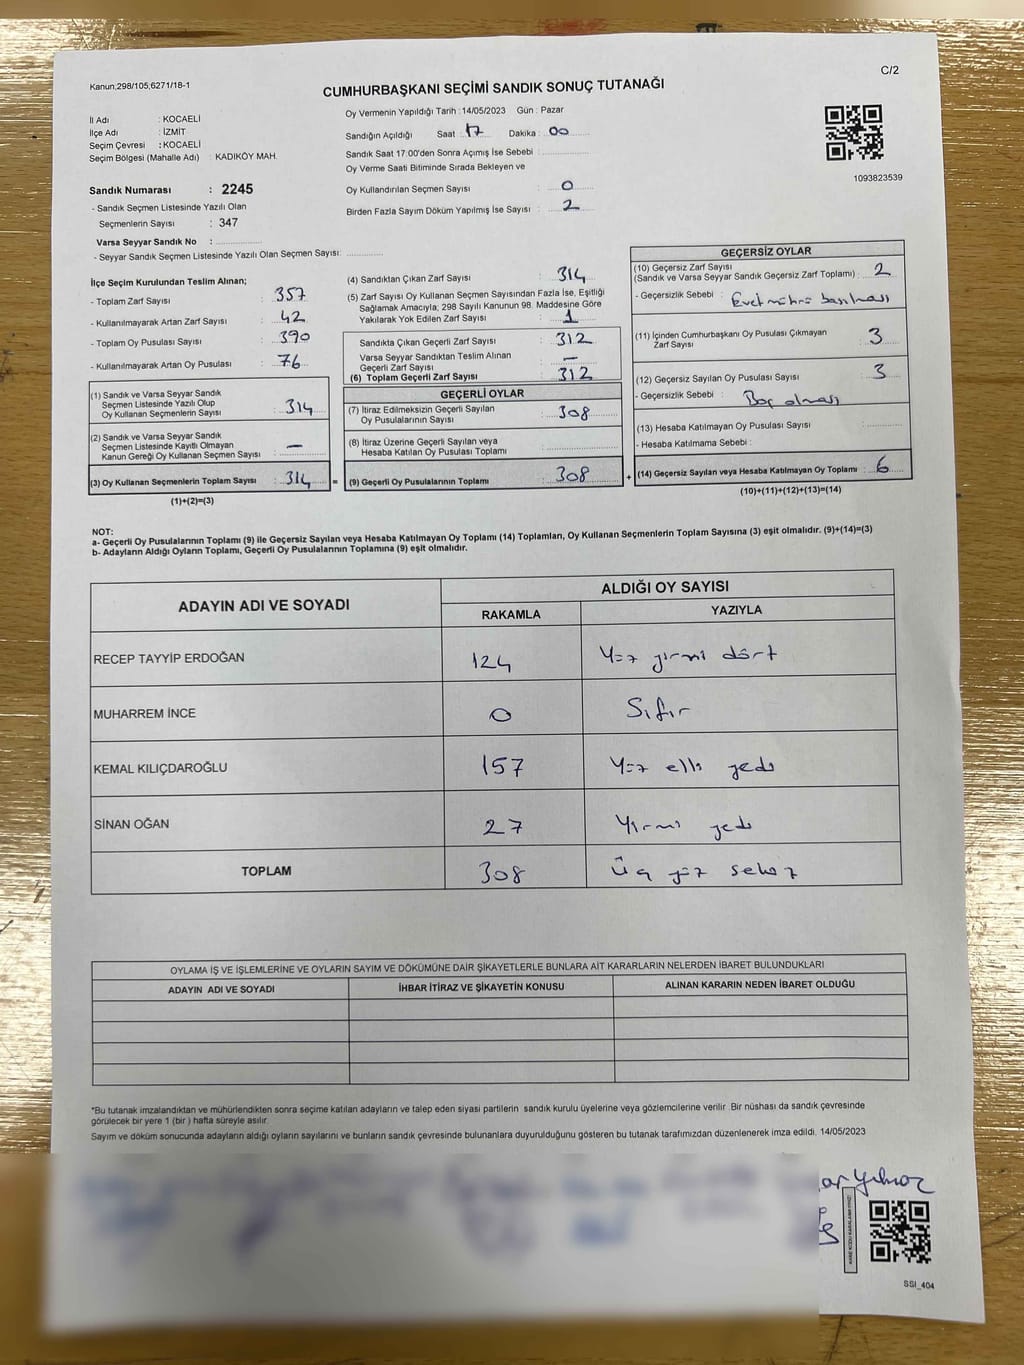 C/2
Kanun;298/105;6271/18-1
CUMHURBAŞKANI SEÇİMİ SANDIK SONUÇ TUTANAĞI
İl Adı : KOCAELİ
İlçe Adı : İZMİT
Seçim Çevresi : KOCAELİ
Seçim Bölgesi (Mahalle Adı) : KADIKÖY MAH.
Sandık Numarası : 2245
- Sandık Seçmen Listesinde Yazılı Olan
Seçmenlerin Sayısı : 347
Varsa Seyyar Sandık No :
- Seyyar Sandık Seçmen Listesinde Yazılı Olan Seçmen Sayısı:
Oy Vermenin Yapıldığı Tarih : 14/05/2023 Gün : Pazar
Sandığın Açıldığı Saat : 17 Dakika : 00
Sandık Saat 17:00'den Sonra Açımış İse Sebebi :
Oy Verme Saati Bitiminde Sırada Bekleyen ve
Oy Kullandırılan Seçmen Sayısı : 0
Birden Fazla Sayım Döküm Yapılmış İse Sayısı : 2
1093823539
İlçe Seçim Kurulundan Teslim Alınan;
- Toplam Zarf Sayısı : 357
- Kullanılmayarak Artan Zarf Sayısı : 42
- Toplam Oy Pusulası Sayısı : 390
- Kullanılmayarak Artan Oy Pusulası : 76
(1) Sandık ve Varsa Seyyar Sandık
Seçmen Listesinde Yazılı Olup
Oy Kullanan Seçmenlerin Sayısı : 314
(2) Sandık ve Varsa Seyyar Sandık
Seçmen Listesinde Kayıtlı Olmayan
Kanun Gereği Oy Kullanan Seçmen Sayısı : —
(3) Oy Kullanan Seçmenlerin Toplam Sayısı : 314 =
(1)+(2)=(3)
(4) Sandıktan Çıkan Zarf Sayısı : 314
(5) Zarf Sayısı Oy Kullanan Seçmen Sayısından Fazla İse, Eşitliği
Sağlamak Amacıyla; 298 Sayılı Kanunun 98. Maddesine Göre
Yakılarak Yok Edilen Zarf Sayısı : 1
Sandıkta Çıkan Geçerli Zarf Sayısı : 312
Varsa Seyyar Sandıktan Teslim Alınan
Geçerli Zarf Sayısı : —
(6) Toplam Geçerli Zarf Sayısı : 312
GEÇERLİ OYLAR
(7) İtiraz Edilmeksizin Geçerli Sayılan
Oy Pusulalarının Sayısı : 308
(8) İtiraz Üzerine Geçerli Sayılan veya
Hesaba Katılan Oy Pusulası Toplamı :
(9) Geçerli Oy Pusulalarının Toplamı : 308 +
GEÇERSİZ OYLAR
(10) Geçersiz Zarf Sayısı
(Sandık ve Varsa Seyyar Sandık Geçersiz Zarf Toplamı) : 2
- Geçersizlik Sebebi : Evet mührü basılması
(11) İçinden Cumhurbaşkanı Oy Pusulası Çıkmayan
Zarf Sayısı : 3
(12) Geçersiz Sayılan Oy Pusulası Sayısı : 3
- Geçersizlik Sebebi : Boş olması
(13) Hesaba Katılmayan Oy Pusulası Sayısı :
- Hesaba Katılmama Sebebi :
(14) Geçersiz Sayılan veya Hesaba Katılmayan Oy Toplamı : 6
(10)+(11)+(12)+(13)=(14)
NOT:
a- Geçerli Oy Pusulalarının Toplamı (9) ile Geçersiz Sayılan veya Hesaba Katılmayan Oy Toplamı (14) Toplamları, Oy Kullanan Seçmenlerin Toplam Sayısına (3) eşit olmalıdır. (9)+(14)=(3)
b- Adayların Aldığı Oyların Toplamı, Geçerli Oy Pusulalarının Toplamına (9) eşit olmalıdır.
ADAYIN ADI VE SOYADI
ALDIĞI OY SAYISI
RAKAMLA YAZIYLA
RECEP TAYYİP ERDOĞAN 124 Yüz yirmi dört
MUHARREM İNCE 0 Sıfır
KEMAL KILIÇDAROĞLU 157 Yüz elli yedi
SİNAN OĞAN 27 Yirmi yedi
TOPLAM 308 Üç yüz sekiz
OYLAMA İŞ VE İŞLEMLERİNE VE OYLARIN SAYIM VE DÖKÜMÜNE DAİR ŞİKAYETLERLE BUNLARA AİT KARARLARIN NELERDEN İBARET BULUNDUKLARI
ADAYIN ADI VE SOYADI İHBAR İTİRAZ VE ŞİKAYETİN KONUSU ALINAN KARARIN NEDEN İBARET OLDUĞU
*Bu tutanak imzalandıktan ve mühürlendikten sonra seçime katılan adayların ve talep eden siyasi partilerin sandık kurulu üyelerine veya gözlemcilerine verilir. Bir nüshası da sandık çevresinde
görülecek bir yere 1 (bir ) hafta süreyle asılır.
Sayım ve döküm sonucunda adayların aldığı oyların sayılarını ve bunların sandık çevresinde bulunanlara duyurulduğunu gösteren bu tutanak tarafımızdan düzenlenerek imza edildi. 14/05/2023
ar Yılmaz
SSI_404